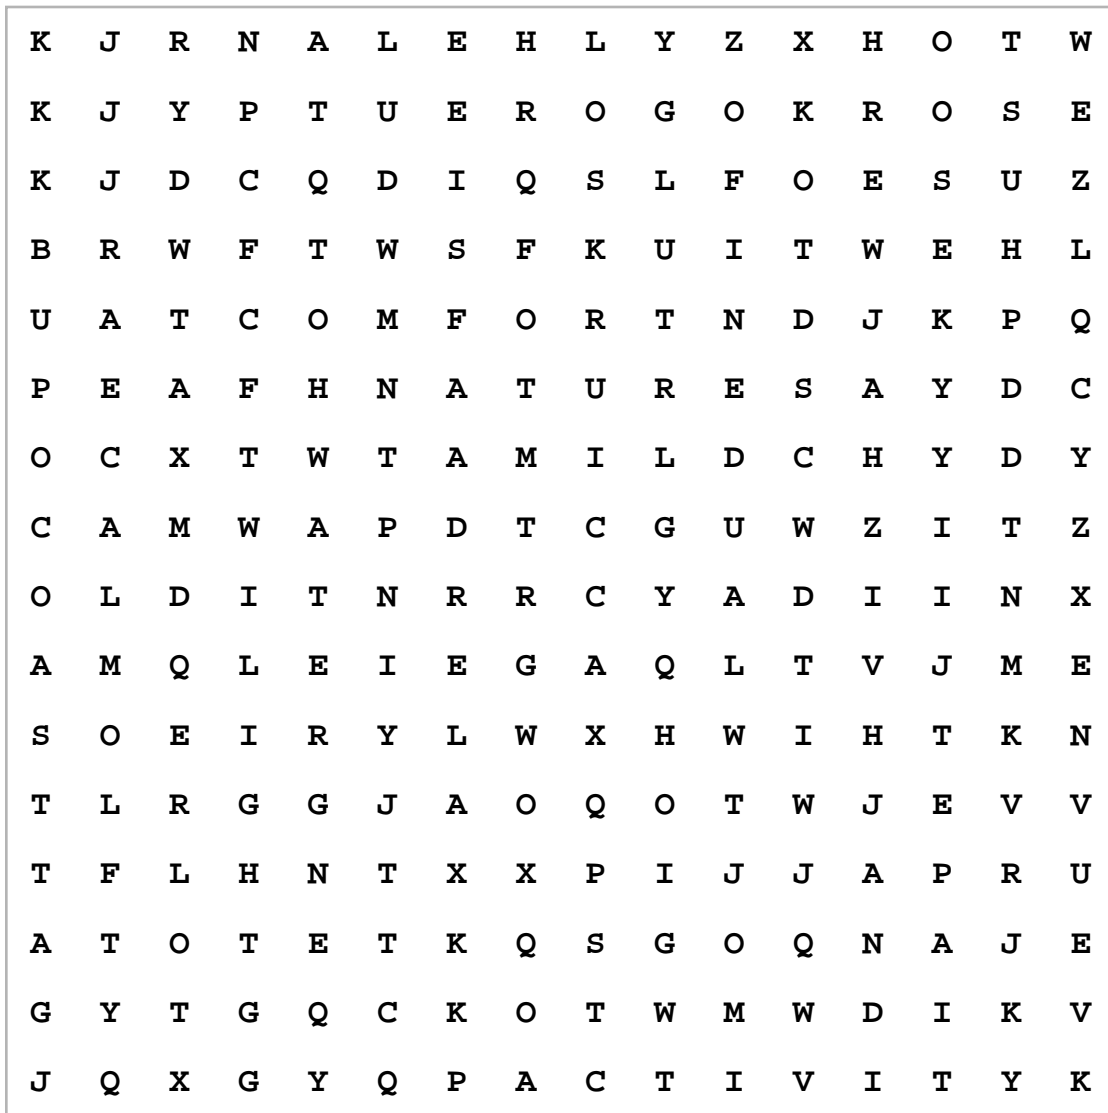 K J R N A L E H L Y Z X H O T W
K J Y P T U E R O G O K R O S E
K J D C Q D I Q S L F O E S U Z
B R W F T W S F K U I T W E H L
U A T C O M F O R T N D J K P Q
P E A F H N A T U R E S A Y D C
O C X T W T A M I L D C H Y D Y
C A M W A P D T C G U W Z I T Z
O L D I T N R R C Y A D I I N X
A M Q L E I E G A Q L T V J M E
S O E I R Y L W X H W I H T K N
T L R G G J A O Q O T W J E V V
T F L H N T X X P I J J A P R U
A T O T E T K Q S G O Q N A J E
G Y T G Q C K O T W M W D I K V
J Q X G Y Q P A C T I V I T Y K